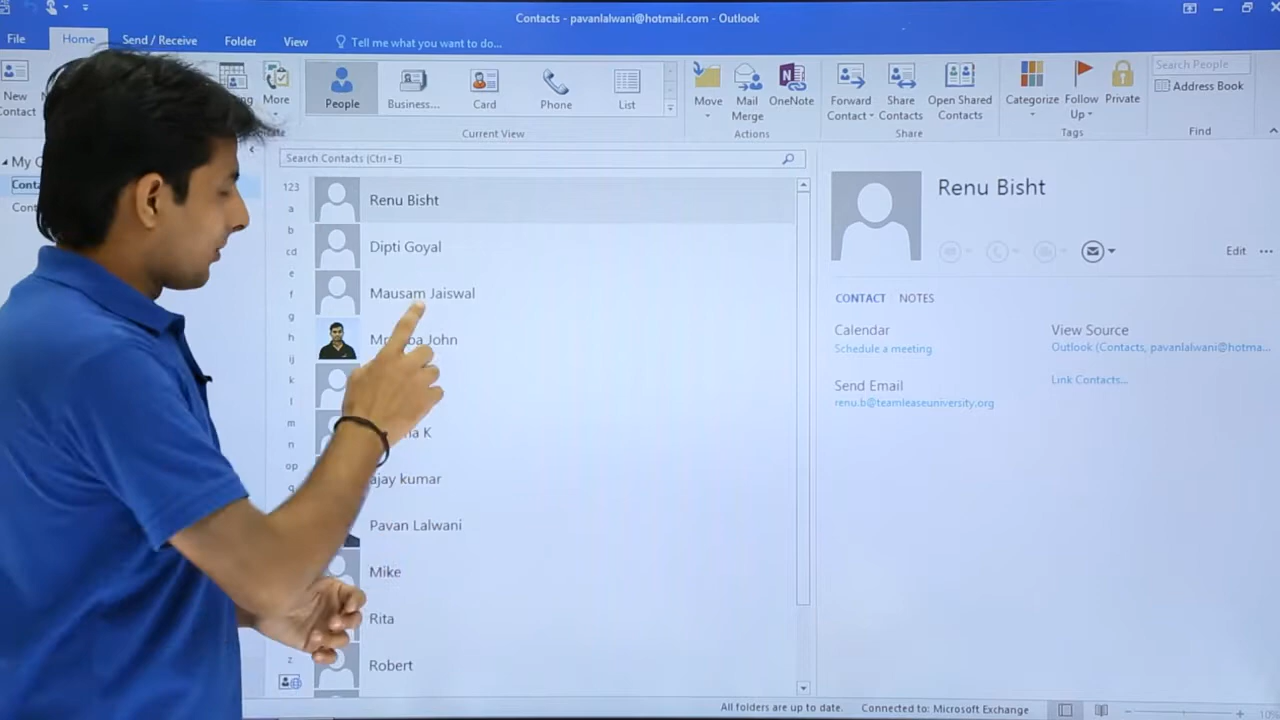 Contacts - pavanlalwani@hotmail.com - Outlook
File Home Send / Receive Folder View Tell me what you want to do...
New Contact
More
People
Business...
Card
Phone
List
Current View
Move
Mail Merge
OneNote
Actions
Forward Contact
Share Contacts
Open Shared Contacts
Share
Categorize
Follow Up
Private
Tags
Search People
Address Book
Find
My
Conta
Cont
Search Contacts (Ctrl+E)
123
a
b
cd
e
f
g
h
ij
k
l
m
n
op
q
z
Renu Bisht
Dipti Goyal
Mausam Jaiswal
John
K
ajay kumar
Pavan Lalwani
Mike
Rita
Robert
Renu Bisht
Edit ...
CONTACT NOTES
Calendar
Schedule a meeting
Send Email
renu.b@teamleaseuniversity.org
View Source
Outlook (Contacts, pavanlalwani@hotma...
Link Contacts...
All folders are up to date. Connected to: Microsoft Exchange